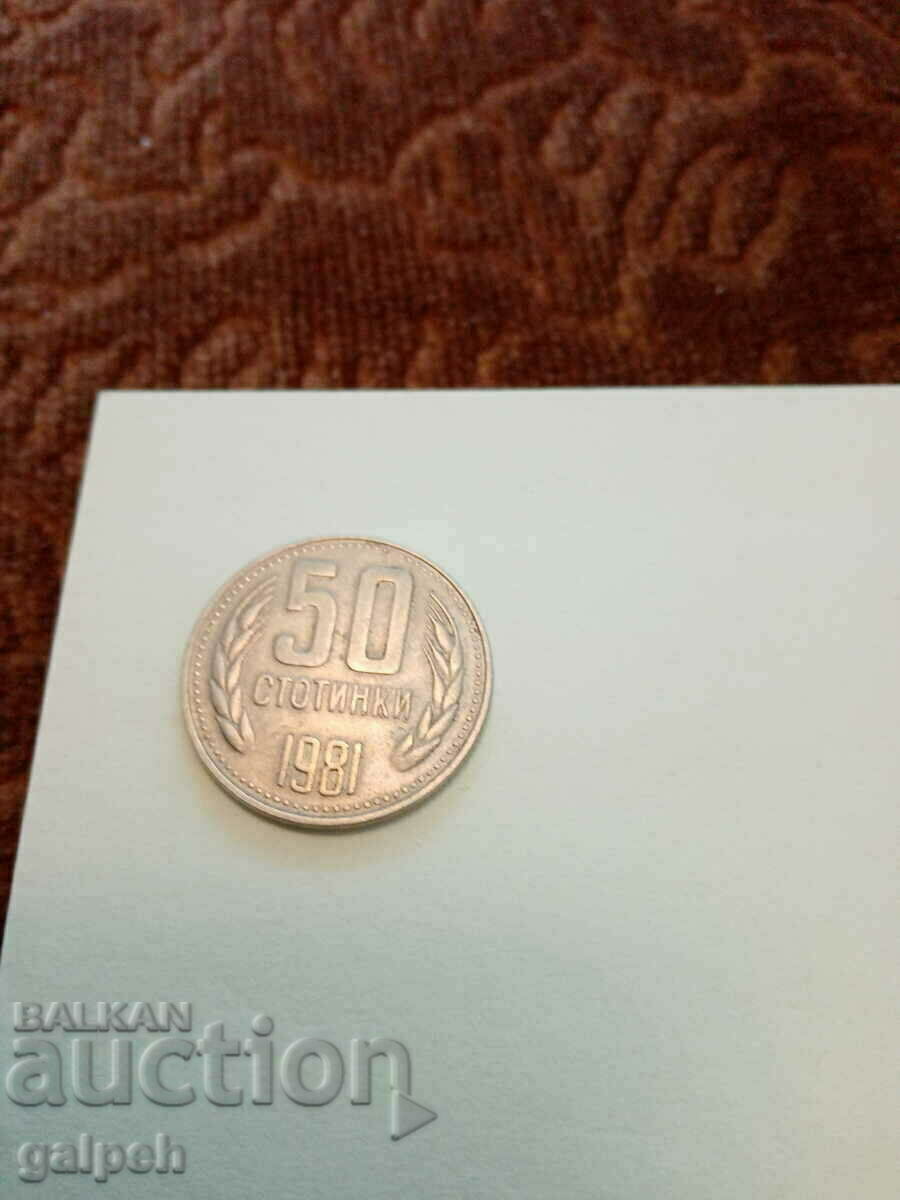 50
СТОТИНКИ
1981
BALKAN
auction
galpeh